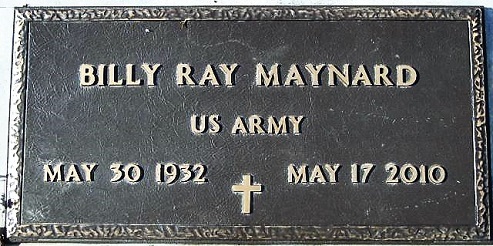 BILLY RAY MAYNARD
US ARMY
MAY 30 1932 MAY 17 2010